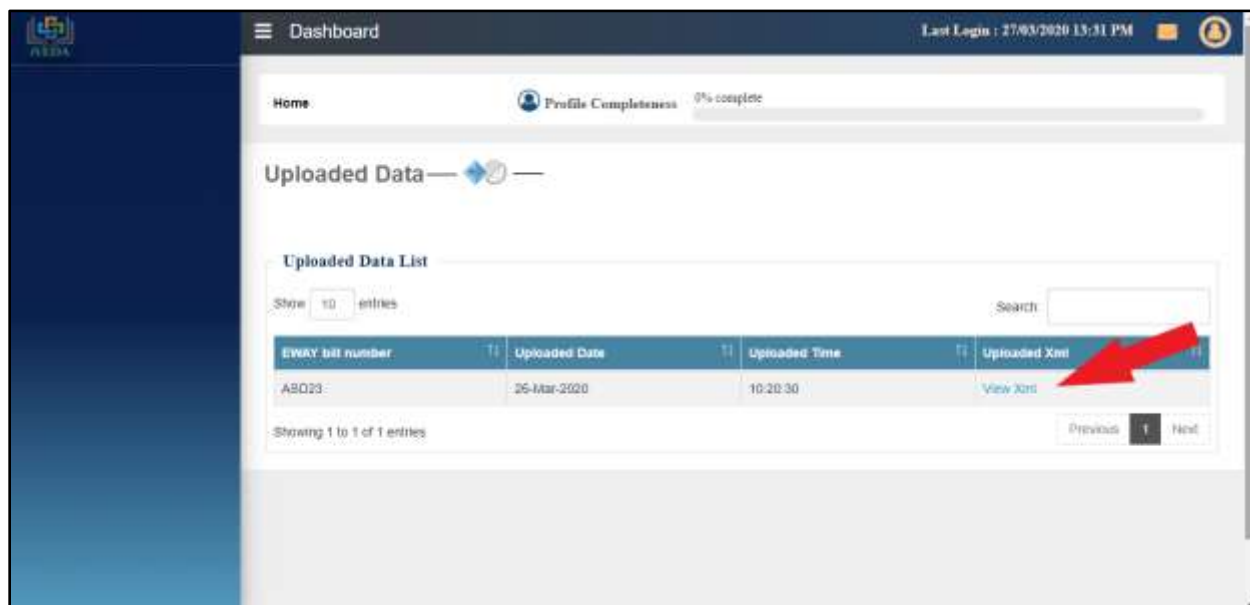 Dashboard
Last Login : 27/03/2020 13:31 PM
Home
Profile Completeness
0% complete
Uploaded Data
Uploaded Data List
Show 10 entries
Search:
EWAY bill number Uploaded Date Uploaded Time Uploaded Xml
26-Mar-2020 10:20:30 View Xml
Showing 1 to 1 of 1 entries
Previous 1 Next